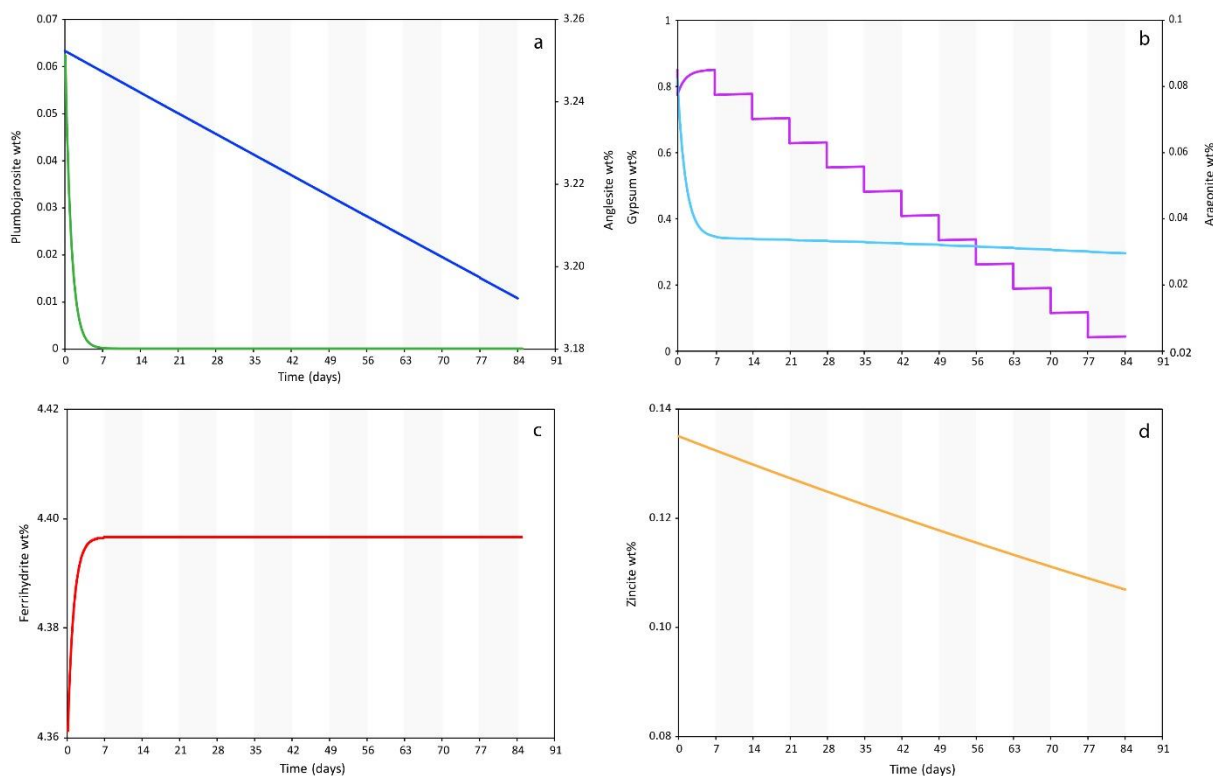 a
0.07
0.06
0.05
0.04
0.03
0.02
0.01
0
Plumbojarosite wt%
3.26
3.24
3.22
3.20
3.18
Anglesite wt%
0 7 14 21 28 35 42 49 56 63 70 77 84 91
Time (days)
b
1
0.8
0.6
0.4
0.2
0
Gypsum wt%
0.1
0.08
0.06
0.04
0.02
Aragonite wt%
0 7 14 21 28 35 42 49 56 63 70 77 84 91
Time (days)
c
4.42
4.40
4.38
4.36
Ferrihydrite wt%
0 7 14 21 28 35 42 49 56 63 70 77 84 91
Time (days)
d
0.14
0.12
0.10
0.08
Zincite wt%
0 7 14 21 28 35 42 49 56 63 70 77 84 91
Time (days)